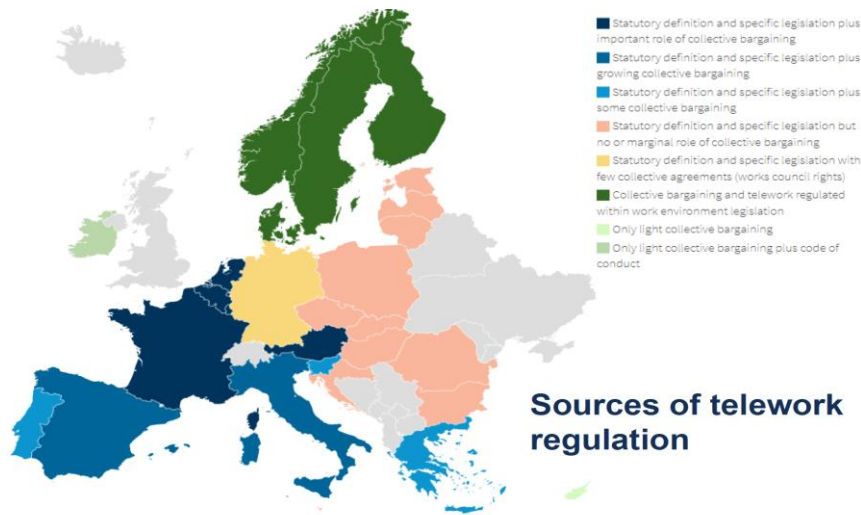 Statutory definition and specific legislation plus
important role of collective bargaining
Statutory definition and specific legislation plus
growing collective bargaining
Statutory definition and specific legislation plus
some collective bargaining
Statutory definition and specific legislation but
no or marginal role of collective bargaining
Statutory definition and specific legislation with
few collective agreements (works council rights)
Collective bargaining and telework regulated
within work environment legislation
Only light collective bargaining
Only light collective bargaining plus code of
conduct
Sources of telework
regulation